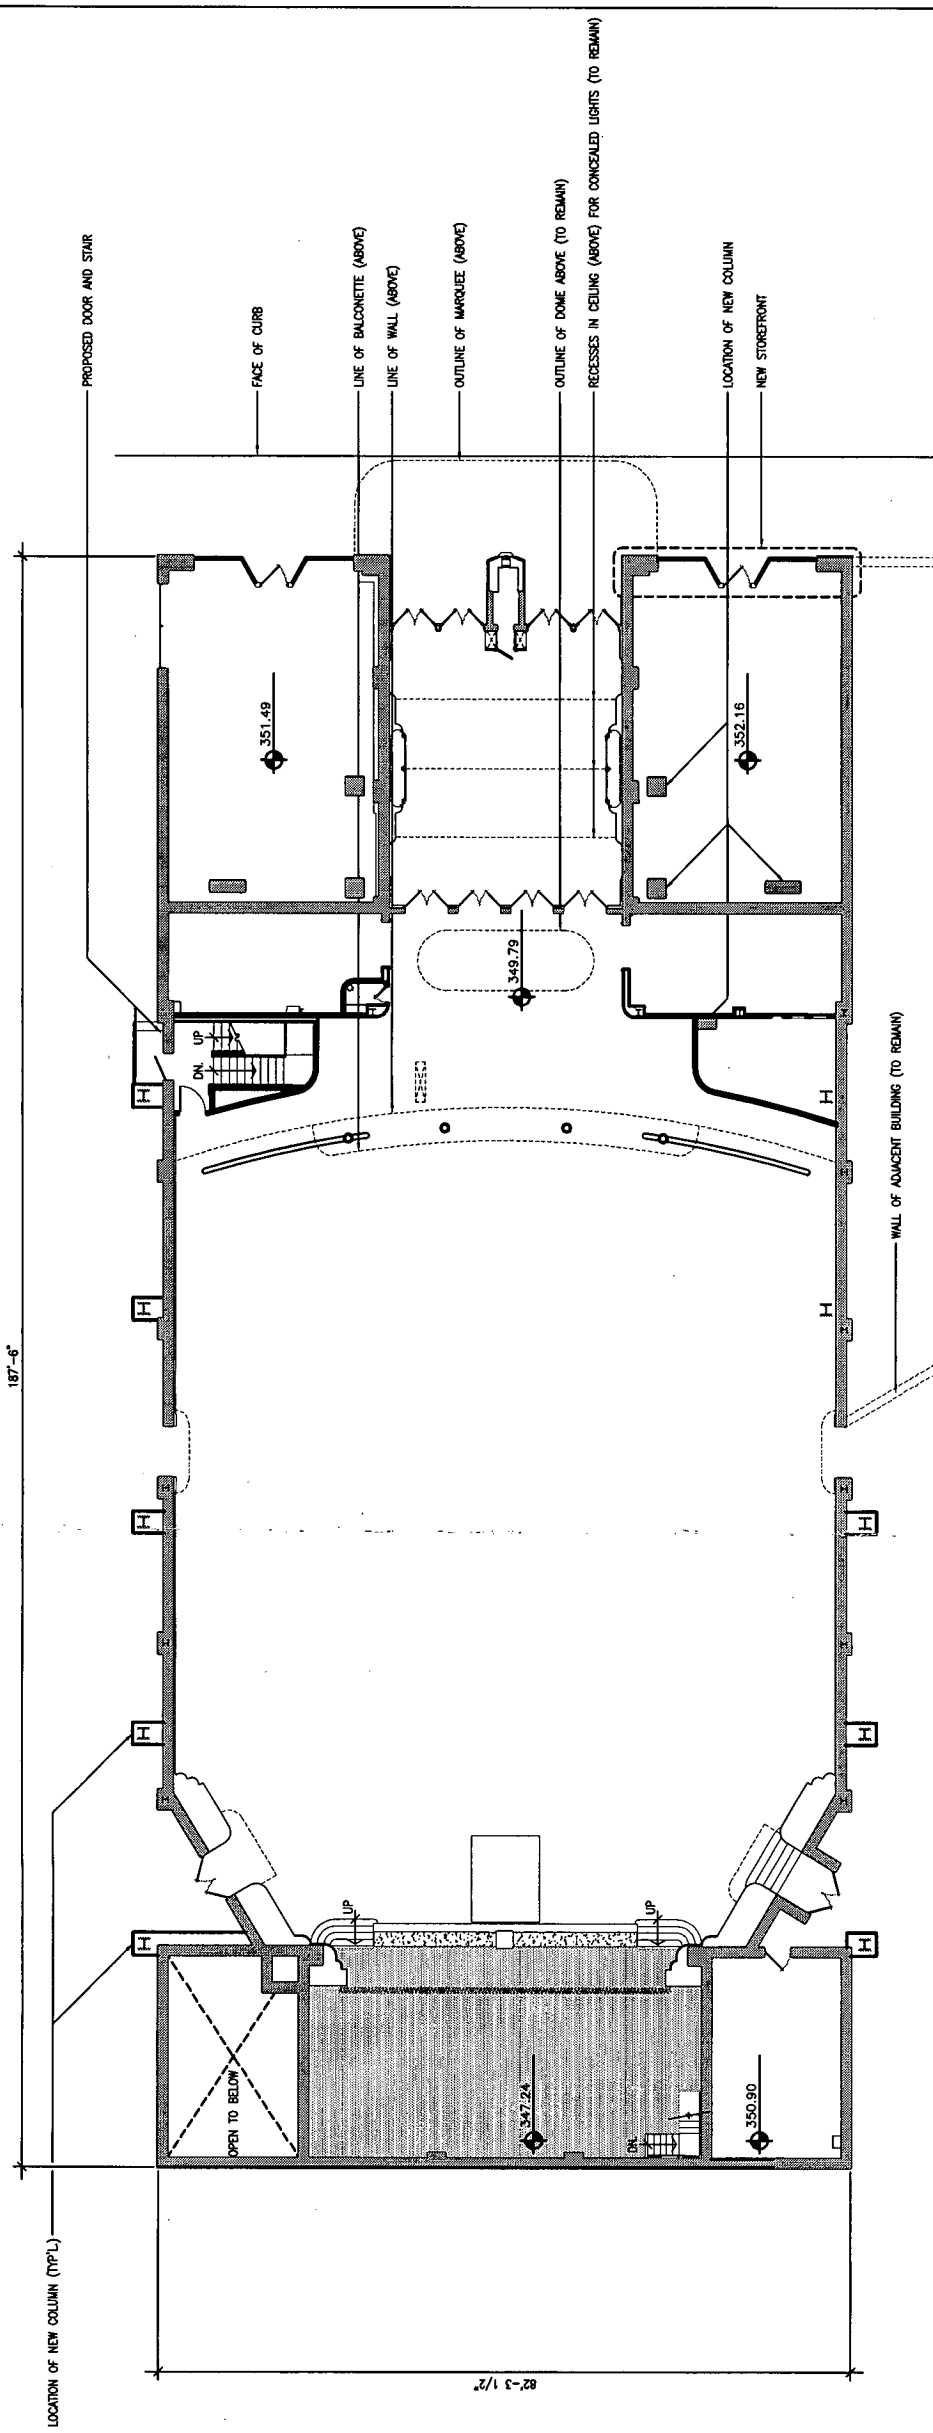 PROPOSED DOOR AND STAIR
FACE OF CURB
LINE OF BALCONETTE (ABOVE)
LINE OF WALL (ABOVE)
OUTLINE OF MARQUEE (ABOVE)
OUTLINE OF DOME ABOVE (TO REMAIN)
RECESSES IN CEILING (ABOVE) FOR CONCEALED LIGHTS (TO REMAIN)
LOCATION OF NEW COLUMN
NEW STOREFRONT
351.49
352.16
349.79
UP
DN.
WALL OF ADJACENT BUILDING (TO REMAIN)
187'-6"
UP
UP
OPEN TO BELOW
347.24
DN.
350.90
LOCATION OF NEW COLUMN (TYP'L.)
82'-3 1/2"